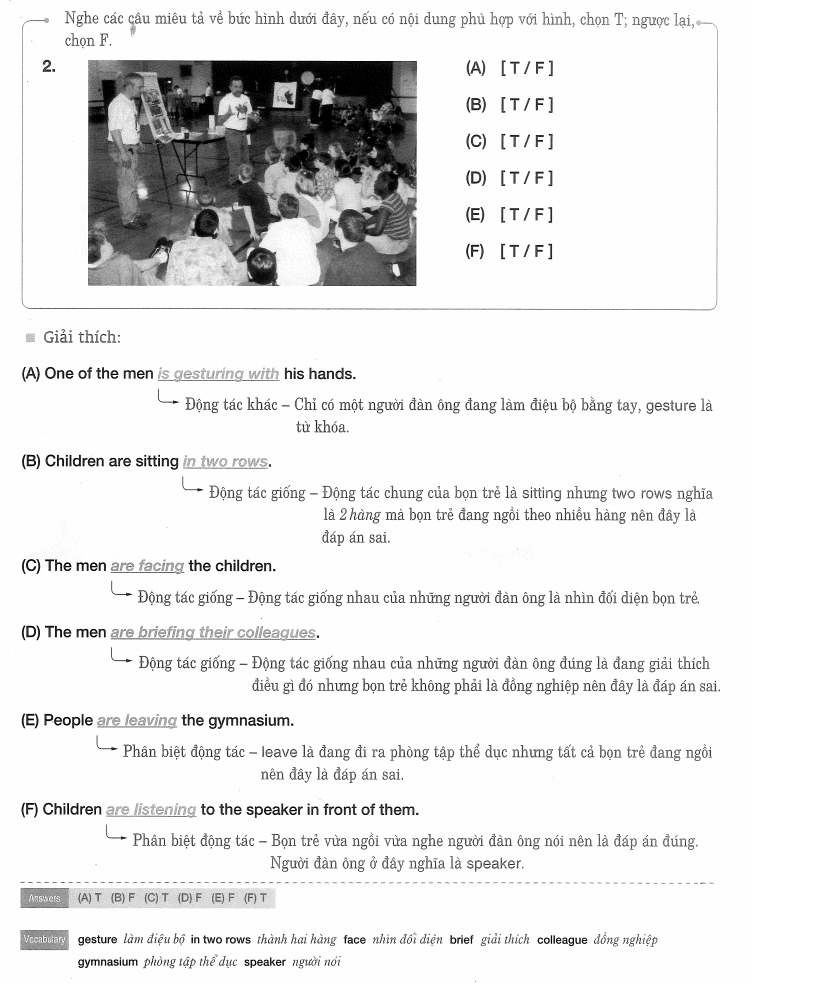 Nghe các câu miêu tả về bức hình dưới đây, nếu có nội dung phù hợp với hình, chọn T; ngược lại,
chọn F.
2.
(A) [ T / F ]
(B) [ T / F ]
(C) [ T / F ]
(D) [ T / F ]
(E) [ T / F ]
(F) [ T / F ]
Giải thích:
(A) One of the men is gesturing with his hands.
Động tác khác – Chỉ có một người đàn ông đang làm điệu bộ bằng tay, gesture là
từ khóa.
(B) Children are sitting in two rows.
Động tác giống – Động tác chung của bọn trẻ là sitting nhưng two rows nghĩa
là 2 hàng mà bọn trẻ đang ngồi theo nhiều hàng nên đây là
đáp án sai.
(C) The men are facing the children.
Động tác giống – Động tác giống nhau của những người đàn ông là nhìn đối diện bọn trẻ.
(D) The men are briefing their colleagues.
Động tác giống – Động tác giống nhau của những người đàn ông đúng là đang giải thích
điều gì đó nhưng bọn trẻ không phải là đồng nghiệp nên đây là đáp án sai.
(E) People are leaving the gymnasium.
Phân biệt động tác – leave là đang đi ra phòng tập thể dục nhưng tất cả bọn trẻ đang ngồi
nên đây là đáp án sai.
(F) Children are listening to the speaker in front of them.
Phân biệt động tác – Bọn trẻ vừa ngồi vừa nghe người đàn ông nói nên là đáp án đúng.
Người đàn ông ở đây nghĩa là speaker.
Answers (A) T (B) F (C) T (D) F (E) F (F) T
Vocabulary gesture làm điệu bộ in two rows thành hai hàng face nhìn đối diện brief giải thích colleague đồng nghiệp
gymnasium phòng tập thể dục speaker người nói